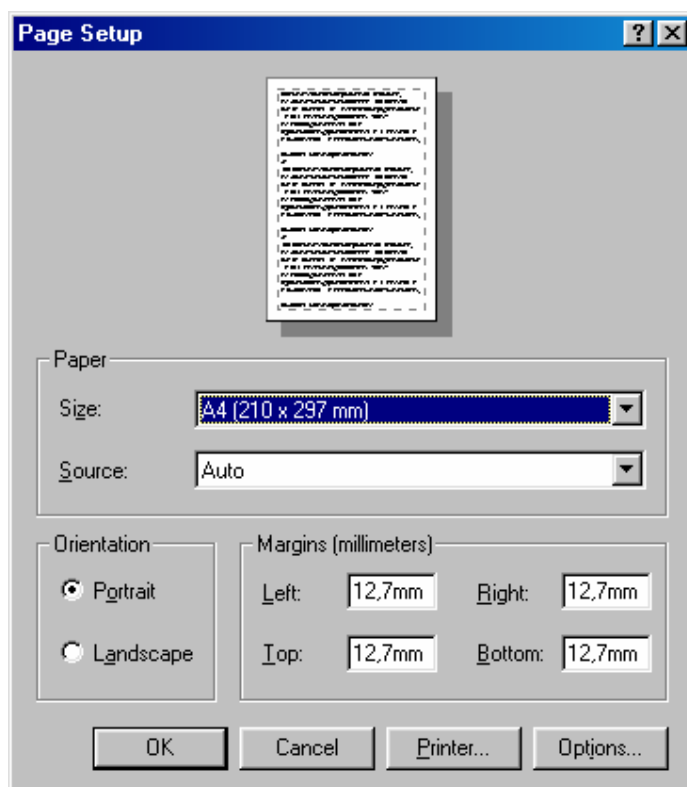 Page Setup
Paper
Size: A4 (210 x 297 mm)
Source: Auto
Orientation
Portrait
Landscape
Margins (millimeters)
Left: 12,7mm Right: 12,7mm
Top: 12,7mm Bottom: 12,7mm
OK Cancel Printer... Options...